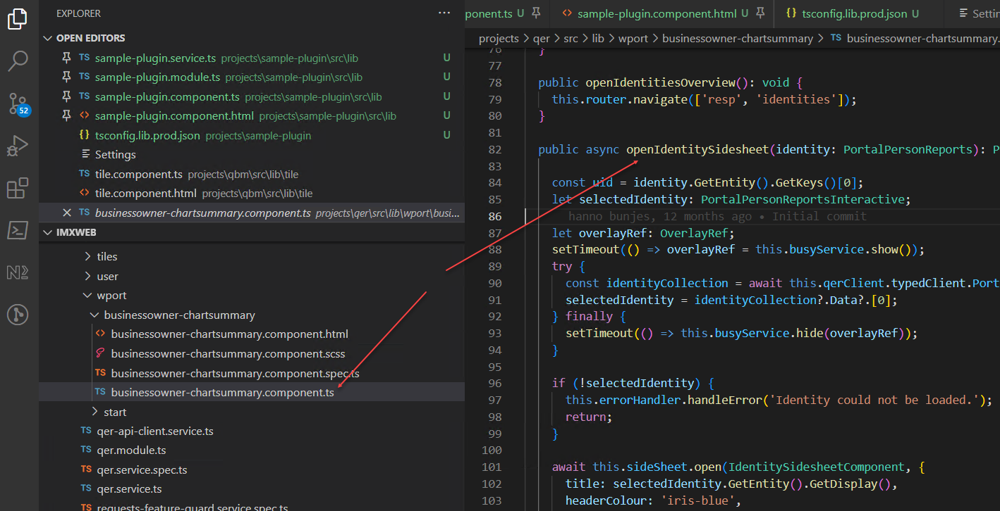 EXPLORER
OPEN EDITORS
TS sample-plugin.service.ts projects\sample-plugin\src\lib U
TS sample-plugin.module.ts projects\sample-plugin\src\lib U
TS sample-plugin.component.ts projects\sample-plugin\src\lib U
<> sample-plugin.component.html projects\sample-plugin\src\lib U
{} tsconfig.lib.prod.json projects\sample-plugin U
Settings
TS tile.component.ts projects\qbm\src\lib\tile
<> tile.component.html projects\qbm\src\lib\tile
TS businessowner-chartsummary.component.ts projects\qer\src\lib\wport\busi...
52
IMXWEB
tiles
user
wport
businessowner-chartsummary
<> businessowner-chartsummary.component.html
businessowner-chartsummary.component.scss
TS businessowner-chartsummary.component.spec.ts
TS businessowner-chartsummary.component.ts
start
TS qer-api-client.service.ts
TS qer.module.ts
TS qer.service.spec.ts
TS qer.service.ts
TS requests-feature-guard.service.spec.ts
ponent.ts U <> sample-plugin.component.html U {} tsconfig.lib.prod.json U Settin
projects > qer > src > lib > wport > businessowner-chartsummary > TS businessowner-chartsummary.
76 }
77
78 public openIdentitiesOverview(): void {
79 this.router.navigate(['resp', 'identities']);
80 }
81
82 public async openIdentitySidesheet(identity: PortalPersonReports): P
83
84 const uid = identity.GetEntity().GetKeys()[0];
85 let selectedIdentity: PortalPersonReportsInteractive;
86 hanno bunjes, 12 months ago • Initial commit
87 let overlayRef: OverlayRef;
88 setTimeout(() => overlayRef = this.busyService.show());
89 try {
90 const identityCollection = await this.qerClient.typedClient.Port
91 selectedIdentity = identityCollection?.Data?.[0];
92 } finally {
93 setTimeout(() => this.busyService.hide(overlayRef));
94 }
95
96 if (!selectedIdentity) {
97 this.errorHandler.handleError('Identity could not be loaded.');
98 return;
99 }
100
101 await this.sideSheet.open(IdentitySidesheetComponent, {
102 title: selectedIdentity.GetEntity().GetDisplay(),
103 headerColour: 'iris-blue',